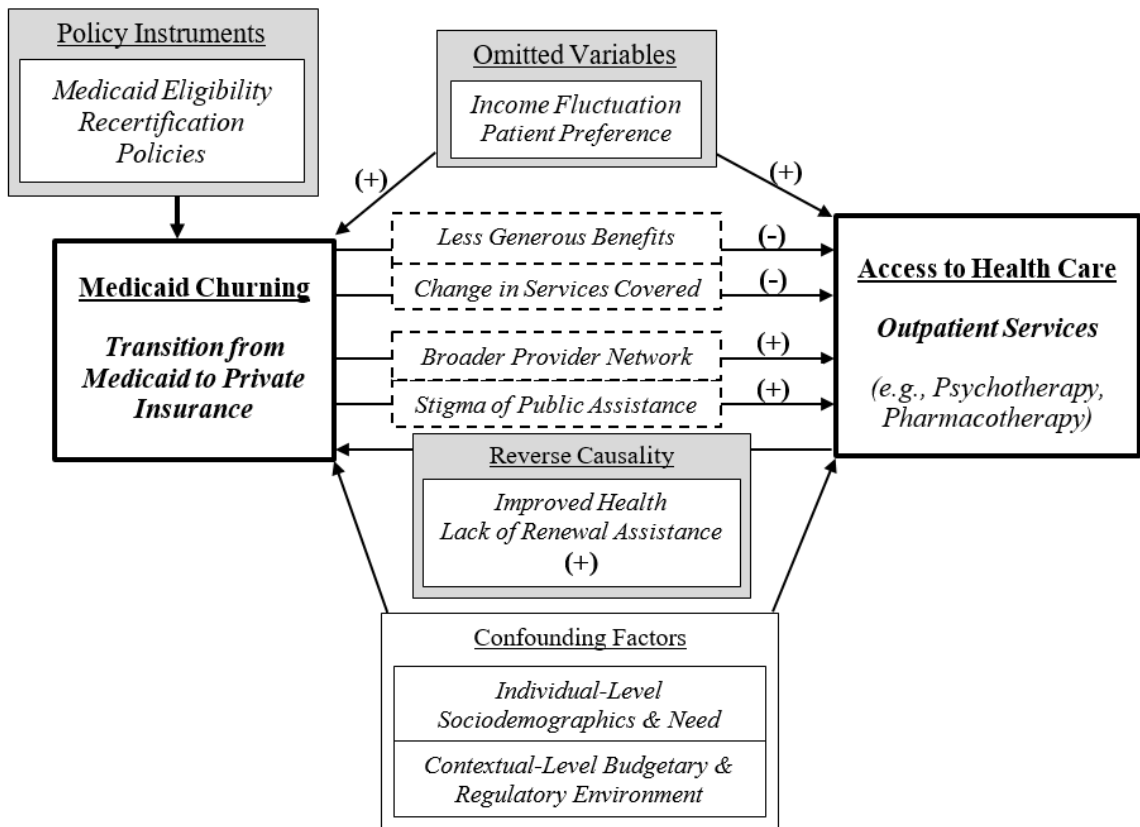 Policy Instruments
Medicaid Eligibility
Recertification
Policies
Omitted Variables
Income Fluctuation
Patient Preference
(+)
(+)
Medicaid Churning
Transition from
Medicaid to Private
Insurance
Less Generous Benefits
(-)
Change in Services Covered
(-)
Broader Provider Network
(+)
Stigma of Public Assistance
(+)
Access to Health Care
Outpatient Services
(e.g., Psychotherapy,
Pharmacotherapy)
Reverse Causality
Improved Health
Lack of Renewal Assistance
(+)
Confounding Factors
Individual-Level
Sociodemographics & Need
Contextual-Level Budgetary &
Regulatory Environment